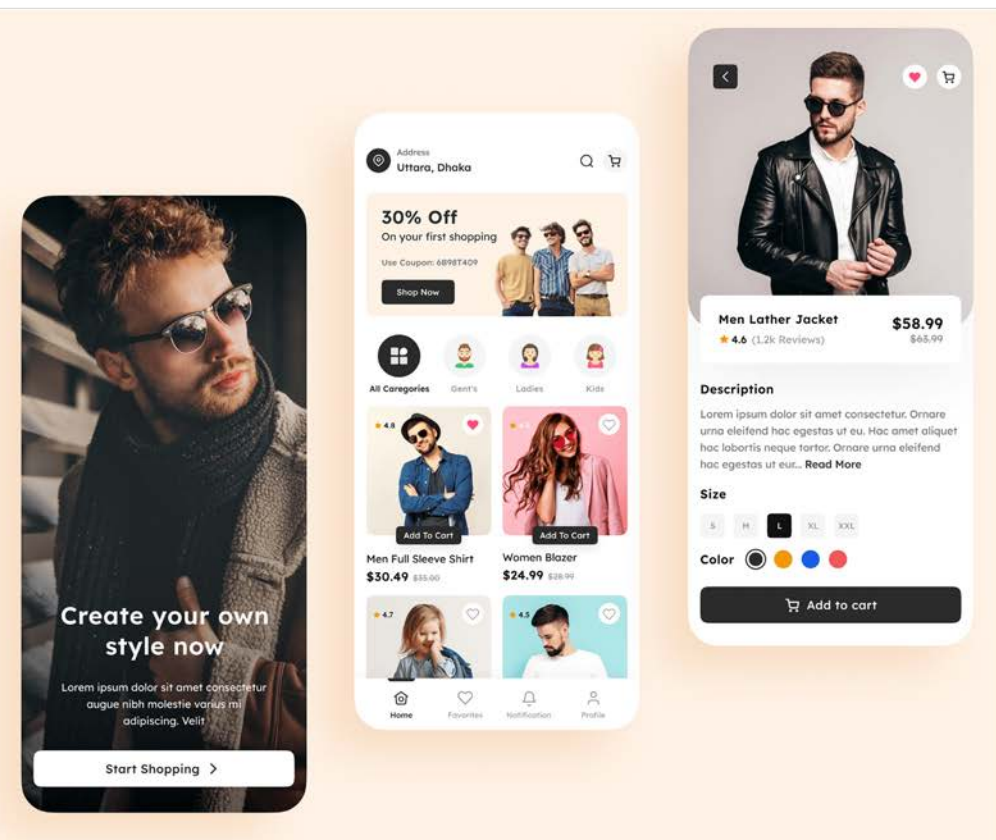 Create your own
style now
Lorem ipsum dolor sit amet consectetur
augue nibh molestie varius mi
adipiscing. Velit
Start Shopping
Address
Uttara, Dhaka
30% Off
On your first shopping
Use Coupon: 6B98T409
Shop Now
All Caregories Gent's Ladies Kids
4.8
Add To Cart Add To Cart
Men Full Sleeve Shirt Women Blazer
$30.49 $35.00 $24.99 $28.99
4.7 4.5
Home Favorites Notification Profile
Men Lather Jacket
$58.99
4.6 (1.2k Reviews)
$63.99
Description
Lorem ipsum dolor sit amet consectetur. Ornare
urna eleifend hac egestas ut eu. Hac amet aliquet
hac lobortis neque tortor. Ornare urna eleifend
hac egestas ut eur... Read More
Size
S M L XL XXL
Color
Add to cart